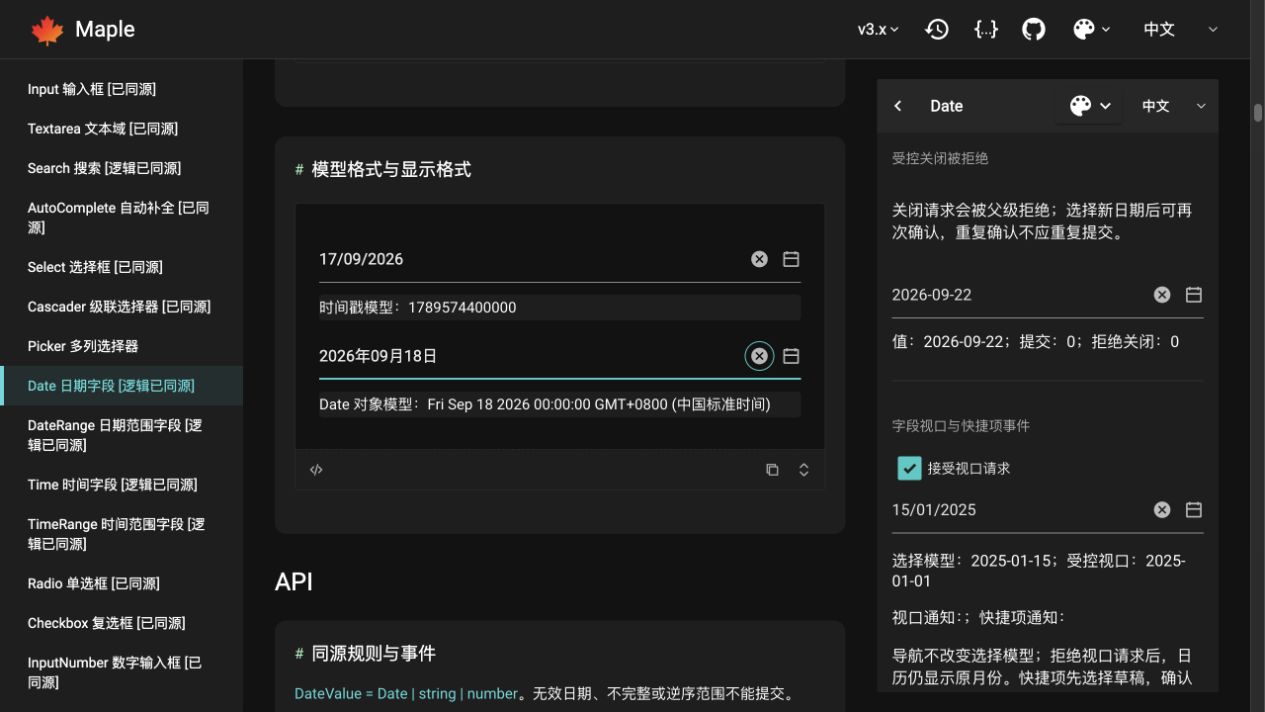 Maple
v3.x
中文
Input 输入框 [已同源]
Textarea 文本域 [已同源]
Search 搜索 [逻辑已同源]
AutoComplete 自动补全 [已同
源]
Select 选择框 [已同源]
Cascader 级联选择器 [已同源]
Picker 多列选择器
Date 日期字段 [逻辑已同源]
DateRange 日期范围字段 [逻
辑已同源]
Time 时间字段 [逻辑已同源]
TimeRange 时间范围字段 [逻
辑已同源]
Radio 单选框 [已同源]
Checkbox 复选框 [已同源]
InputNumber 数字输入框 [已
同源]
# 模型格式与显示格式
17/09/2026
时间戳模型：1789574400000
2026年09月18日
Date 对象模型：Fri Sep 18 2026 00:00:00 GMT+0800 (中国标准时间)
API
# 同源规则与事件
DateValue = Date | string | number。无效日期、不完整或逆序范围不能提交。
Date
中文
受控关闭被拒绝
关闭请求会被父级拒绝；选择新日期后可再
次确认，重复确认不应重复提交。
2026-09-22
值：2026-09-22；提交：0；拒绝关闭：0
字段视口与快捷项事件
接受视口请求
15/01/2025
选择模型：2025-01-15；受控视口：2025-
01-01
视口通知:；快捷项通知:
导航不改变选择模型；拒绝视口请求后，日
历仍显示原月份。快捷项先选择草稿，确认